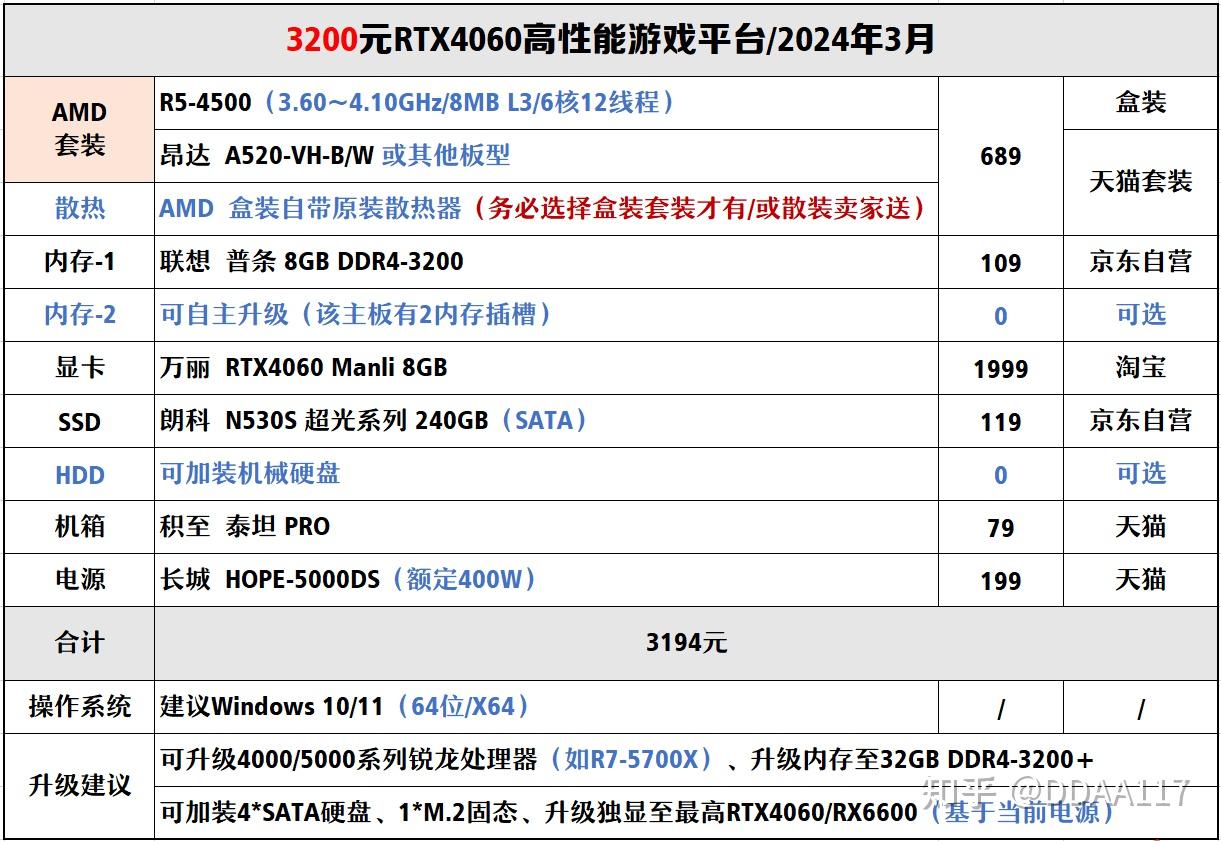 3200元RTX4060高性能游戏平台/2024年3月
AMD
套装
R5-4500（3.60～4.10GHz/8MB L3/6核12线程）
689
盒装
昂达 A520-VH-B/W 或其他板型
天猫套装
散热
AMD 盒装自带原装散热器（务必选择盒装套装才有/或散装卖家送）
内存-1
联想 普条 8GB DDR4-3200
109
京东自营
内存-2
可自主升级（该主板有2内存插槽）
0
可选
显卡
万丽 RTX4060 Manli 8GB
1999
淘宝
SSD
朗科 N530S 超光系列 240GB（SATA）
119
京东自营
HDD
可加装机械硬盘
0
可选
机箱
积至 泰坦 PRO
79
天猫
电源
长城 HOPE-5000DS（额定400W）
199
天猫
合计
3194元
操作系统
建议Windows 10/11（64位/X64）
/
/
升级建议
可升级4000/5000系列锐龙处理器（如R7-5700X）、升级内存至32GB DDR4-3200+
可加装4*SATA硬盘、1*M.2固态、升级独显至最高RTX4060/RX6600（基于当前电源）
知乎 @DDAA117